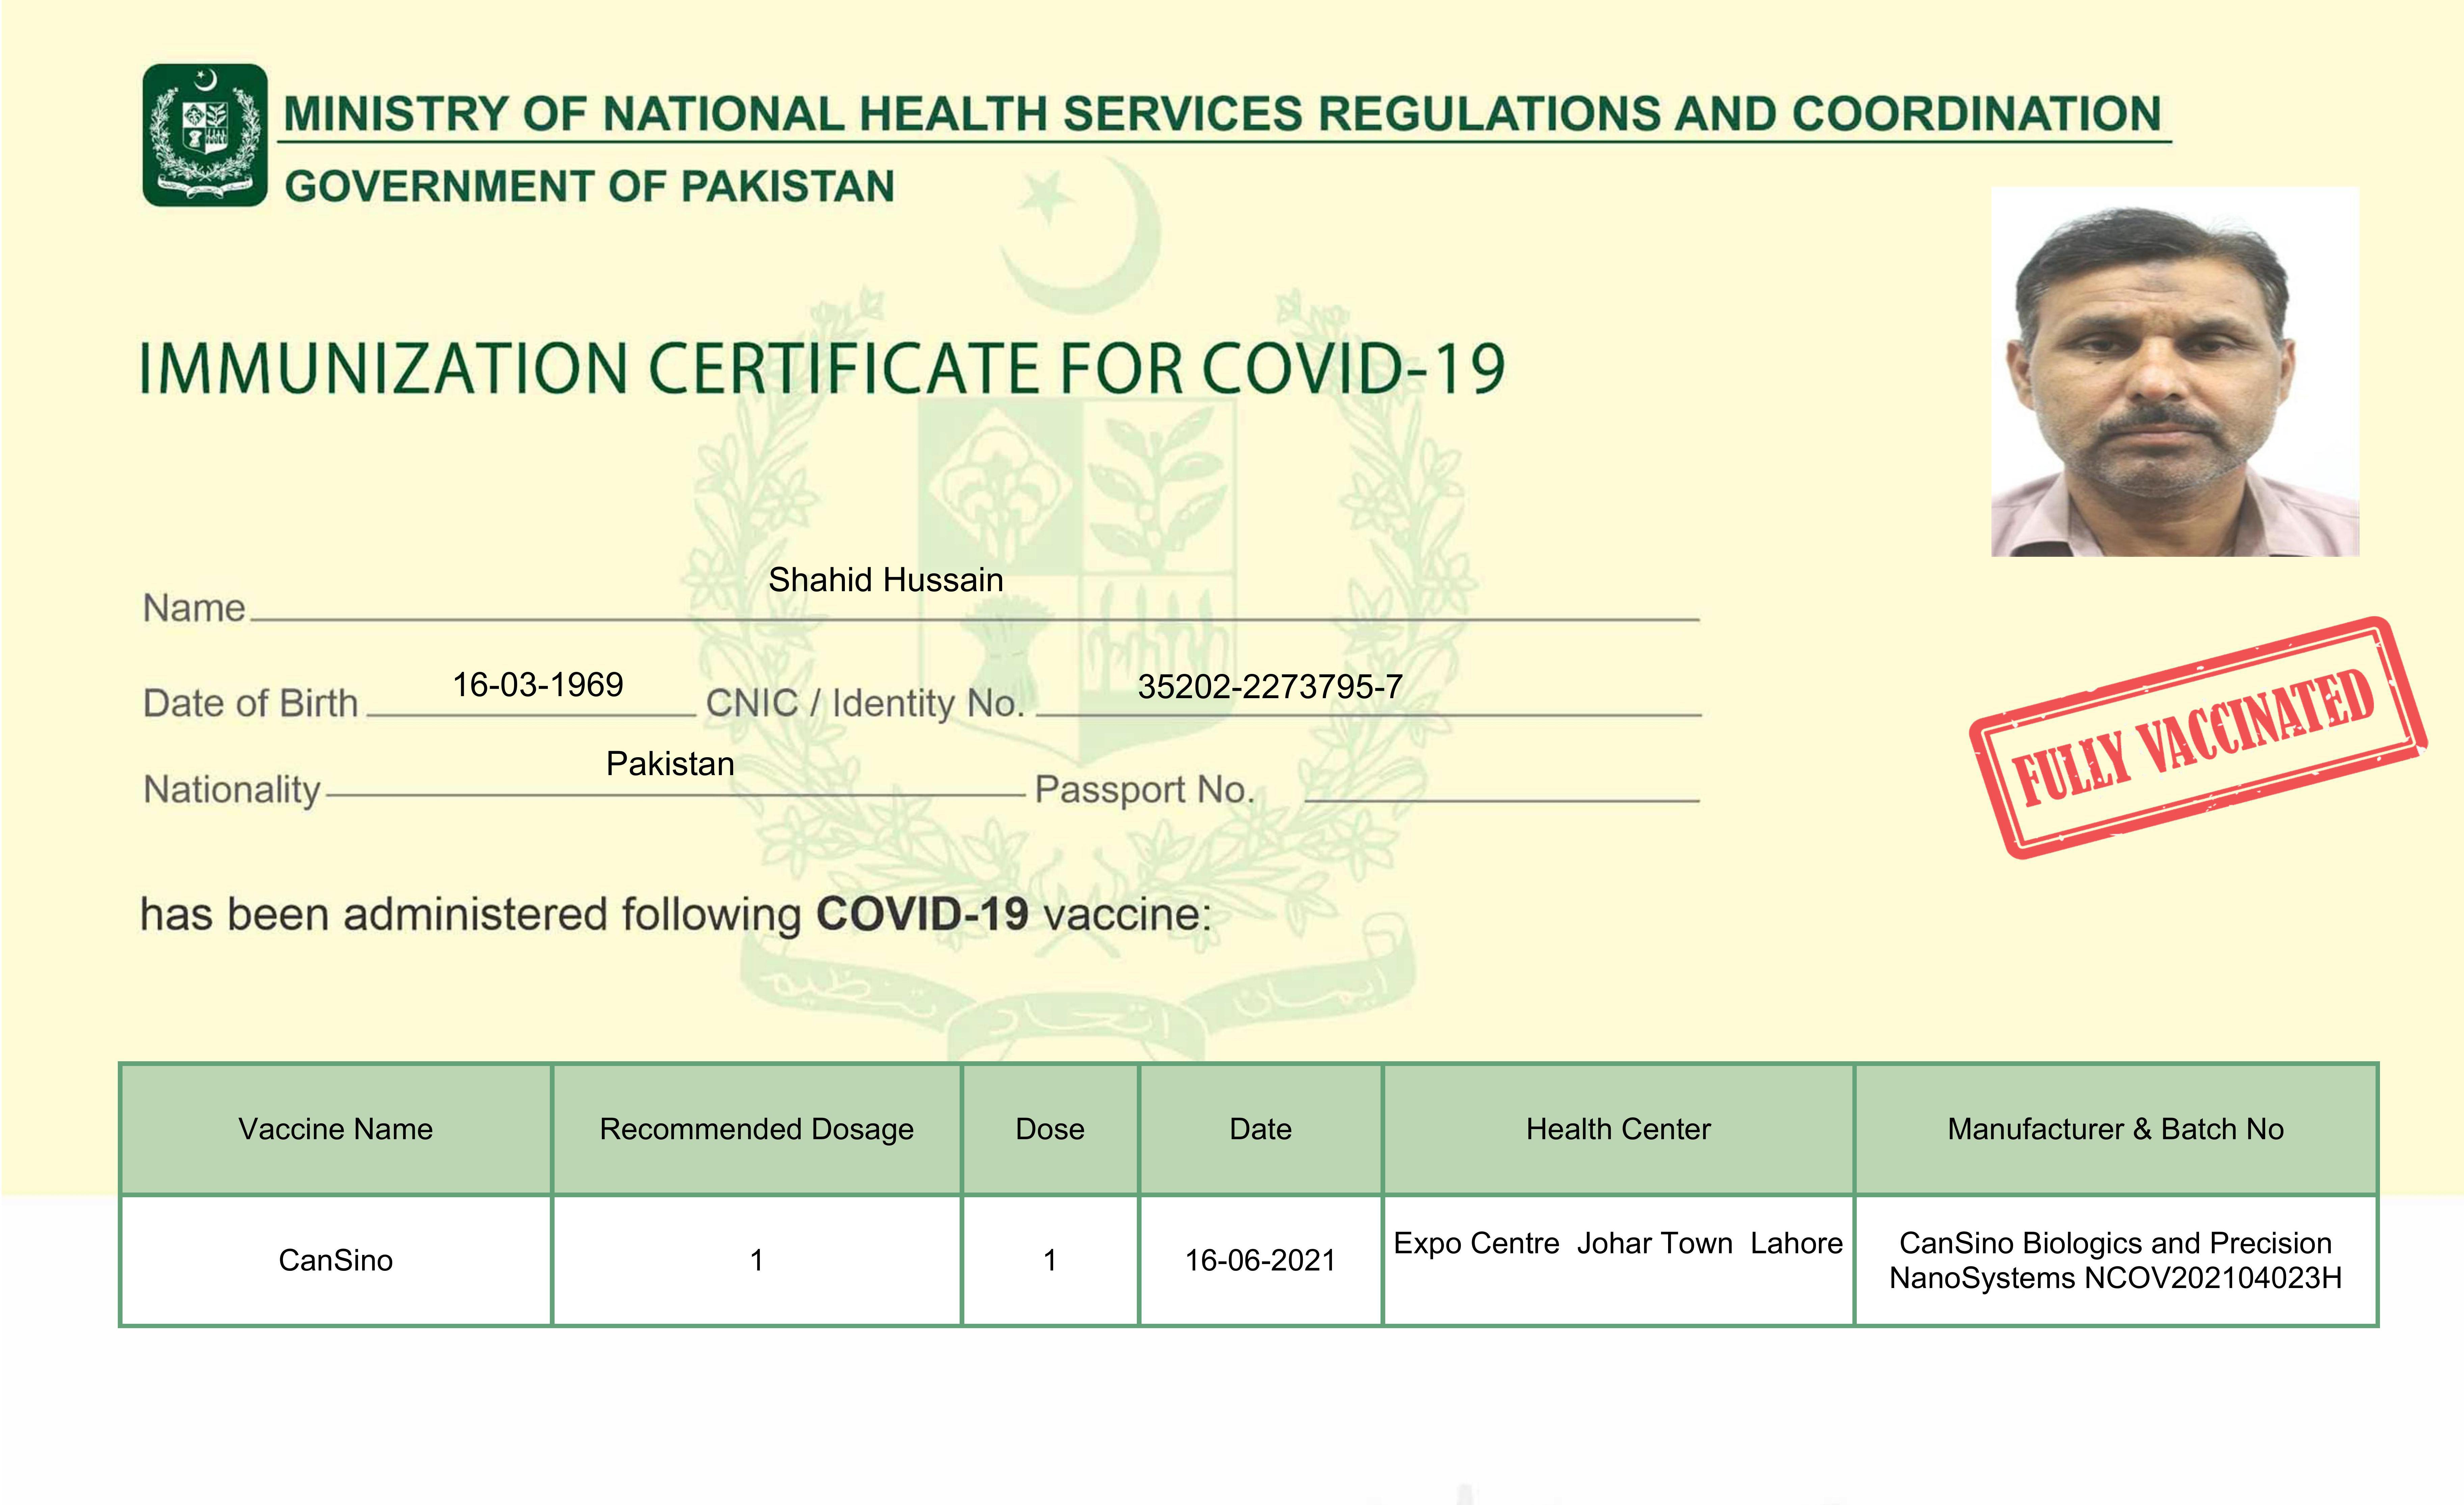 MINISTRY OF NATIONAL HEALTH SERVICES REGULATIONS AND COORDINATION
GOVERNMENT OF PAKISTAN
IMMUNIZATION CERTIFICATE FOR COVID-19
Name Shahid Hussain
Date of Birth 16-03-1969 CNIC / Identity No. 35202-2273795-7
Nationality Pakistan Passport No.
FULLY VACCINATED
has been administered following COVID-19 vaccine:
ایمان اتحاد تنظیم
Vaccine Name Recommended Dosage Dose Date Health Center Manufacturer & Batch No
CanSino 1 1 16-06-2021 Expo Centre Johar Town Lahore CanSino Biologics and Precision
NanoSystems NCOV202104023H